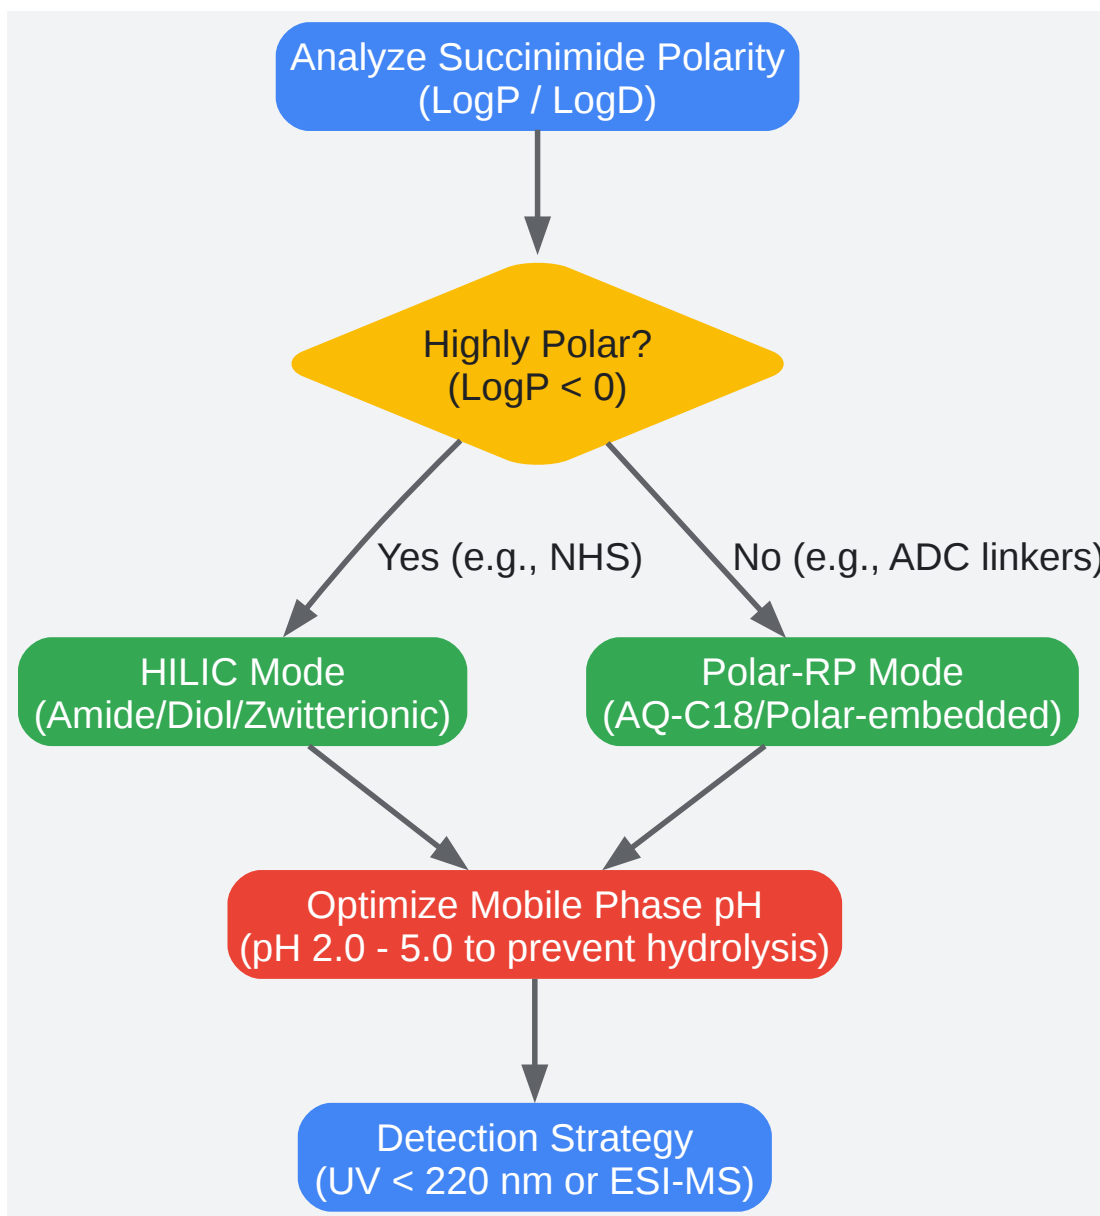 Analyze Succinimide Polarity
(LogP / LogD)
Highly Polar?
(LogP < 0)
Yes (e.g., NHS)
No (e.g., ADC linkers)
HILIC Mode
(Amide/Diol/Zwitterionic)
Polar-RP Mode
(AQ-C18/Polar-embedded)
Optimize Mobile Phase pH
(pH 2.0 - 5.0 to prevent hydrolysis)
Detection Strategy
(UV < 220 nm or ESI-MS)